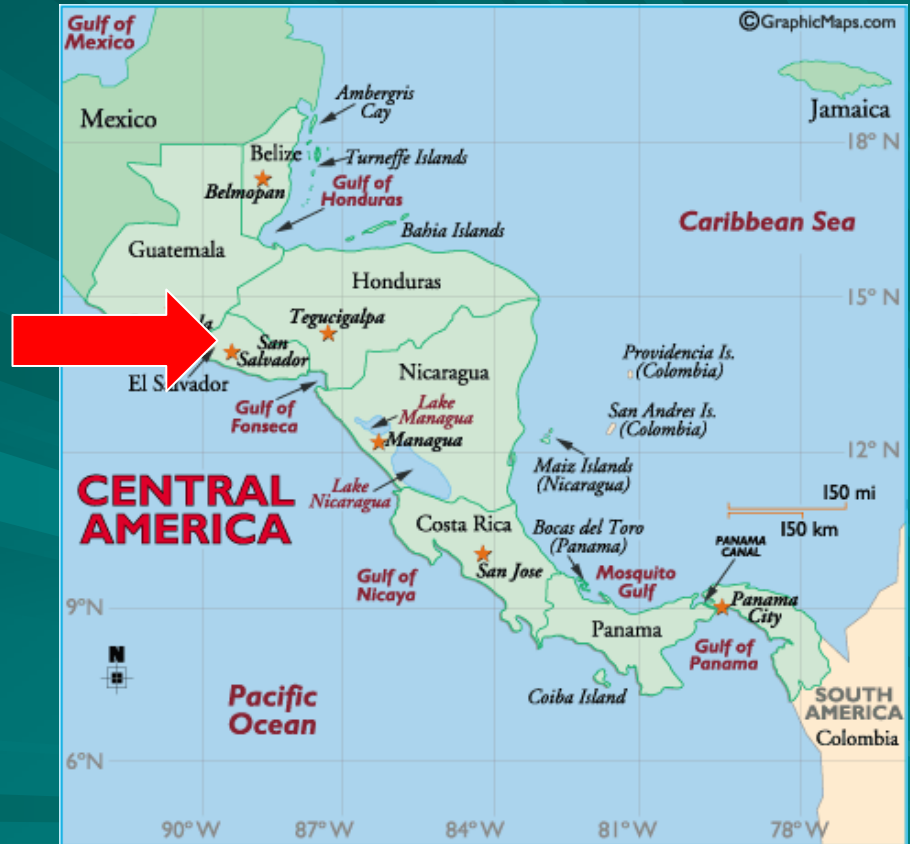 Gulf of
Mexico
©GraphicMaps.com
Mexico
Ambergris
Cay
Jamaica
18° N
Belize
Turneffe Islands
Belmopan
Gulf of
Honduras
Caribbean Sea
Bahia Islands
Guatemala
Honduras
15° N
Tegucigalpa
San
Salvador
El Salvador
Nicaragua
Providencia Is.
(Colombia)
Gulf of
Fonseca
Lake
Managua
San Andres Is.
(Colombia)
Managua
12° N
Maiz Islands
(Nicaragua)
CENTRAL
AMERICA
Lake
Nicaragua
150 mi
150 km
Costa Rica
Bocas del Toro
(Panama)
PANAMA
CANAL
San Jose
Gulf of
Nicaya
Mosquito
Gulf
9°N
Panama
City
Panama
Gulf of
Panama
N
Coiba Island
Pacific
Ocean
SOUTH
AMERICA
Colombia
6°N
90°W
87°W
84°W
81°W
78°W